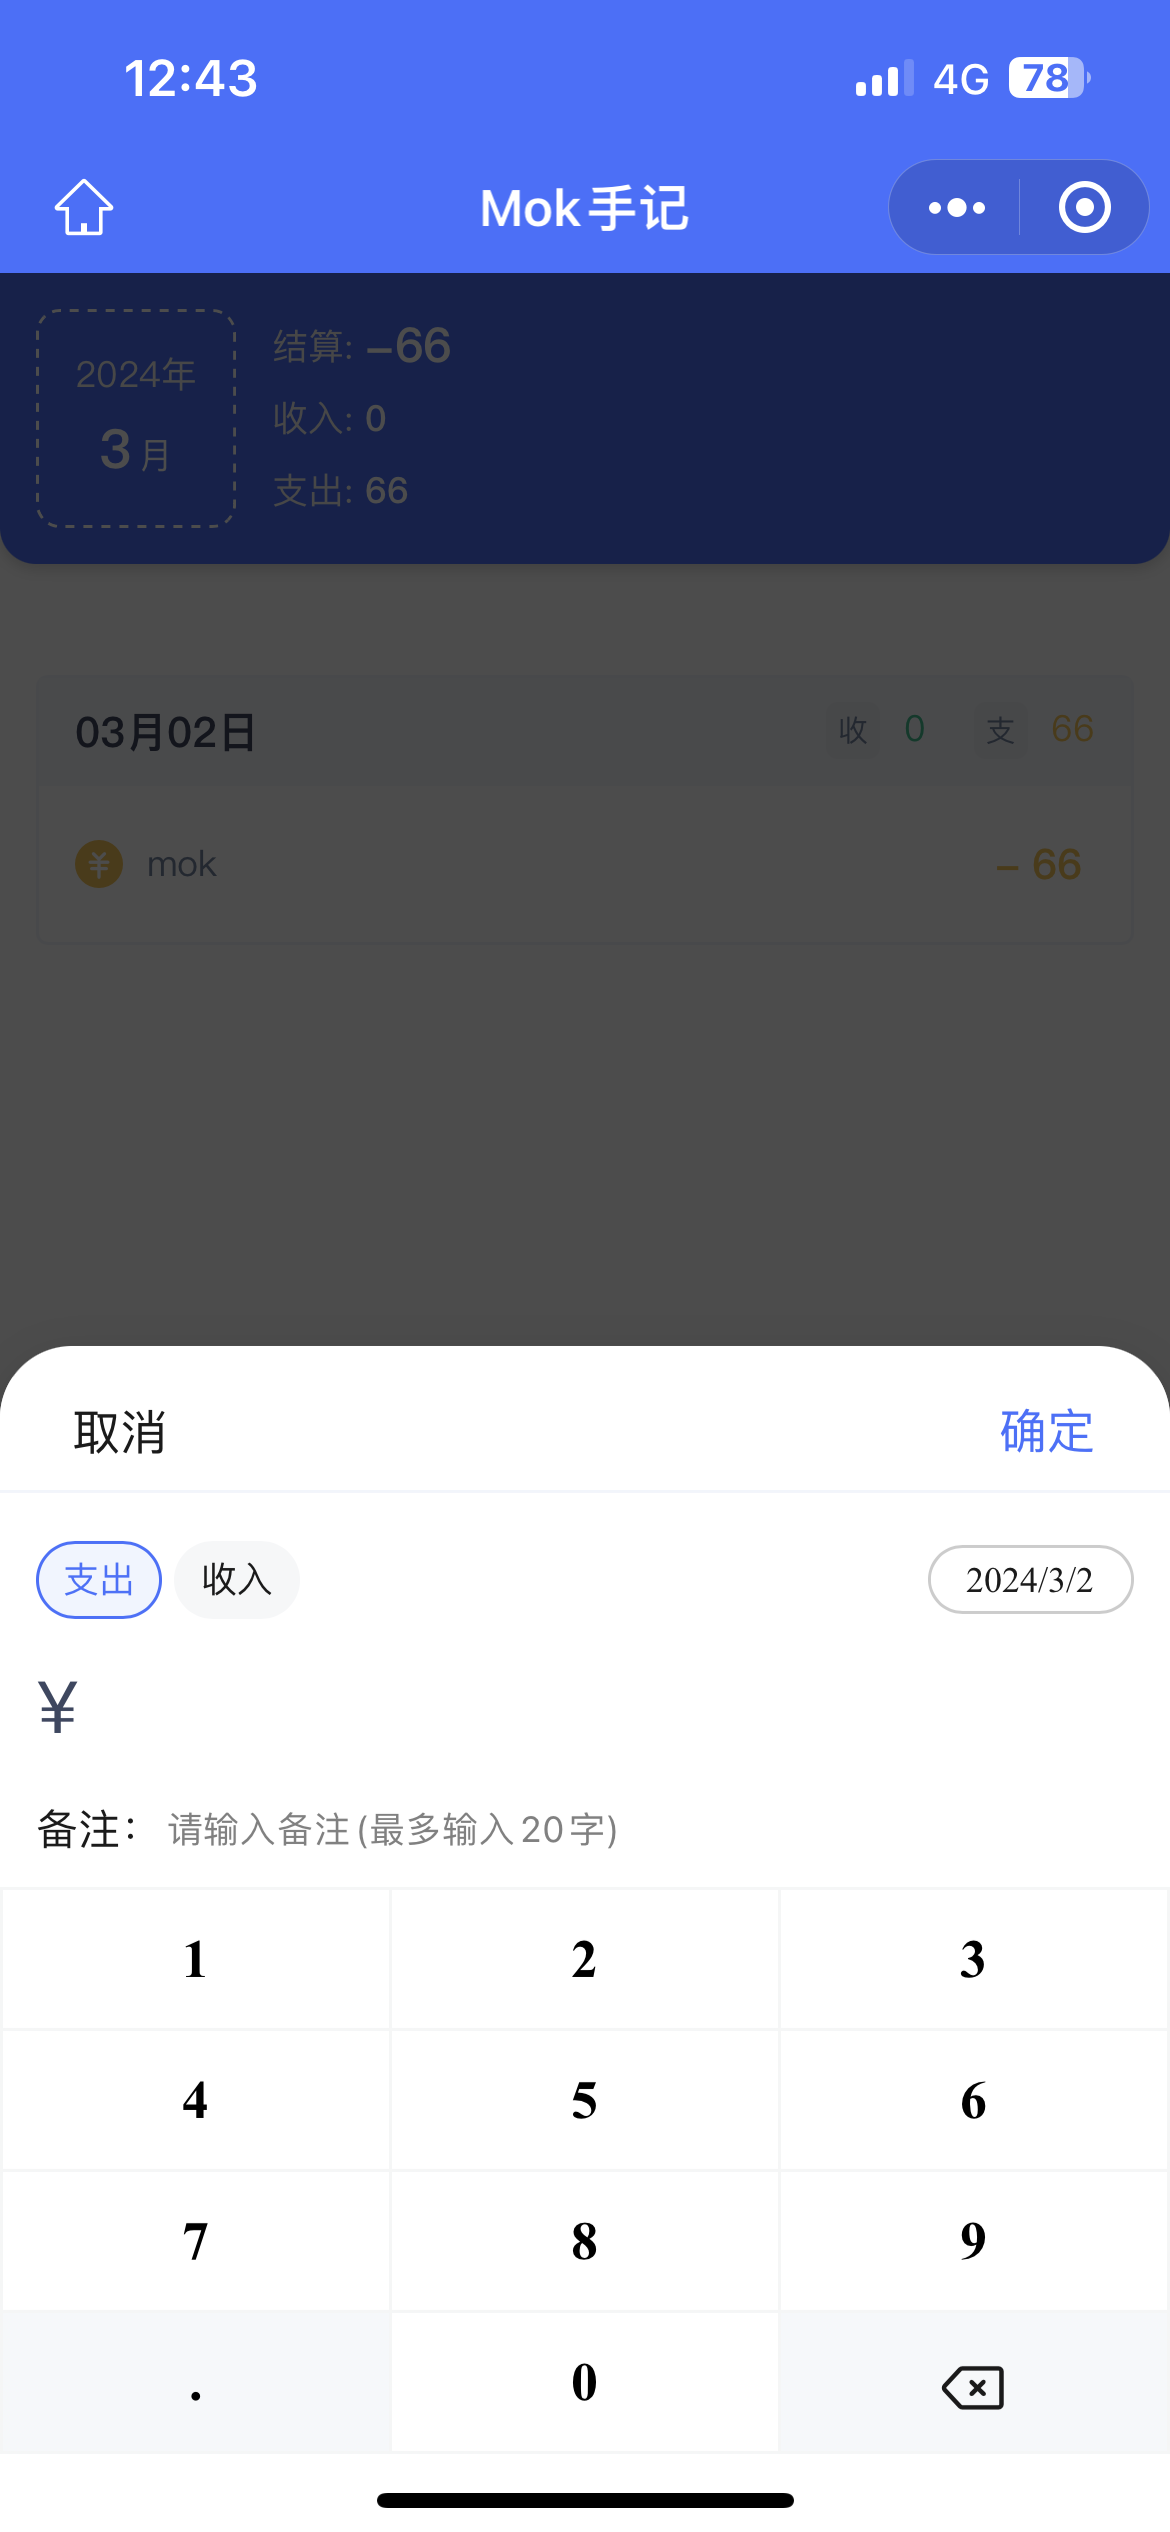 12:43 4G 78
Mok手记
2024年
3月
结算: -66
收入: 0
支出: 66
03月02日 收 0 支 66
¥ mok - 66
取消 确定
支出 收入 2024/3/2
¥
备注: 请输入备注(最多输入20字)
1 2 3
4 5 6
7 8 9
. 0